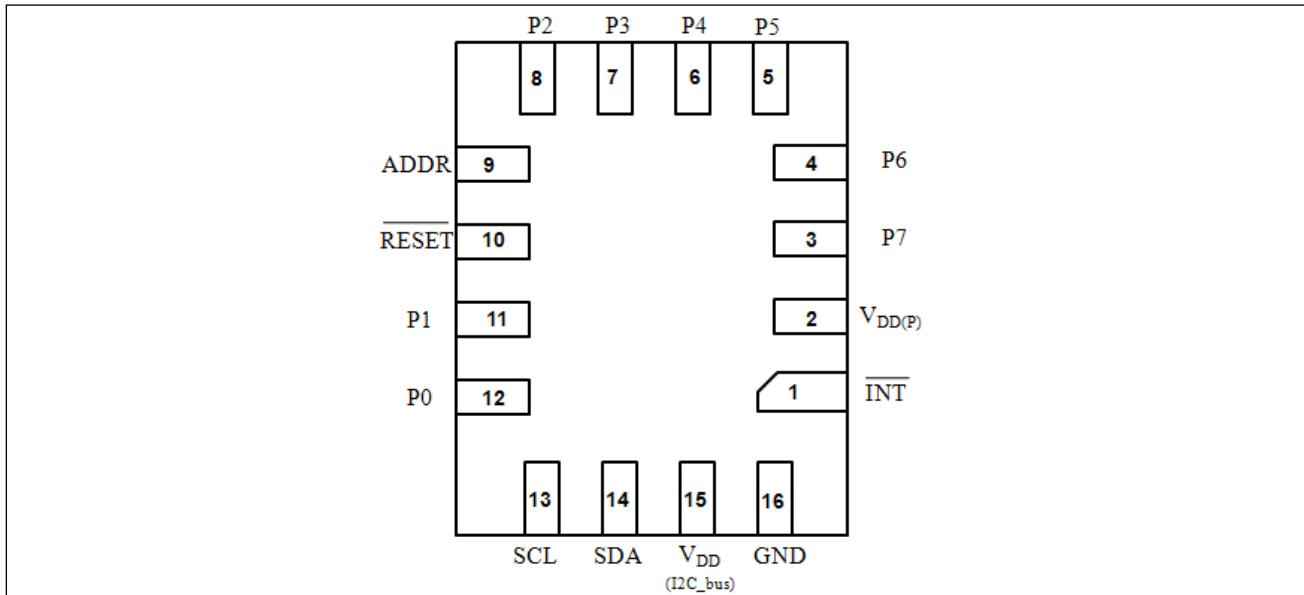 P2 P3 P4 P5
8 7 6 5
ADDR 9 4 P6
RESET 10 3 P7
P1 11 2 VDD(P)
P0 12 1 INT
13 14 15 16
SCL SDA VDD GND
(I2C_bus)